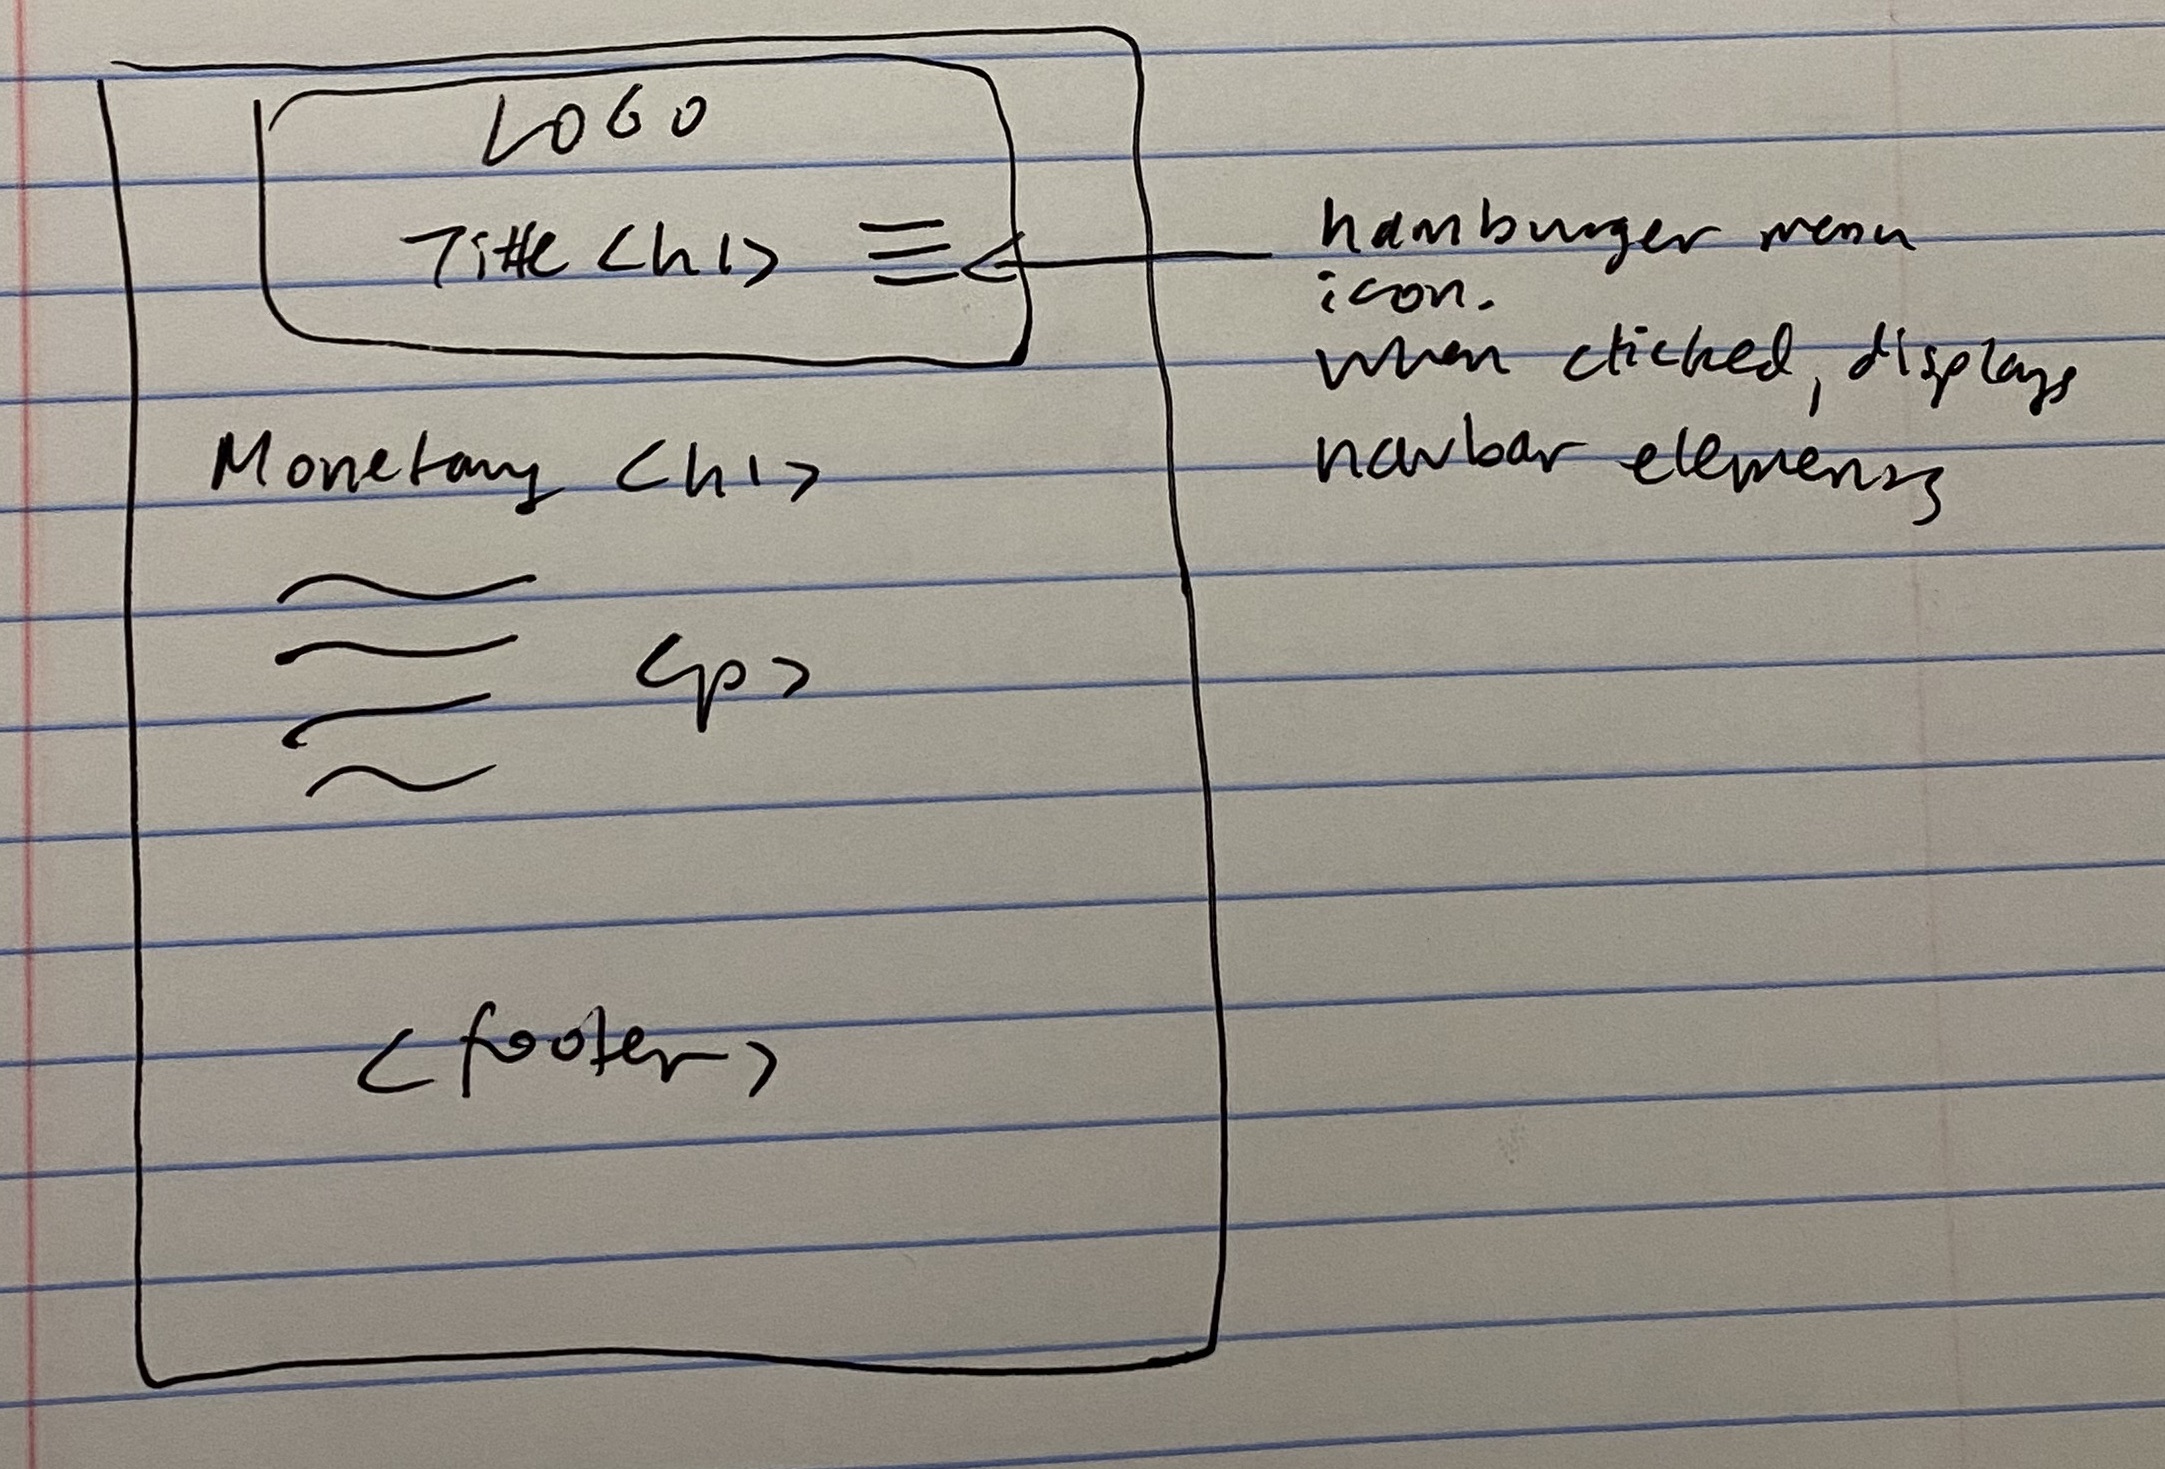 LOGO
Title <h1>
hamburger menu
icon.
when clicked, displays
navbar elements
Monetary <h1>
<p>
<footer>